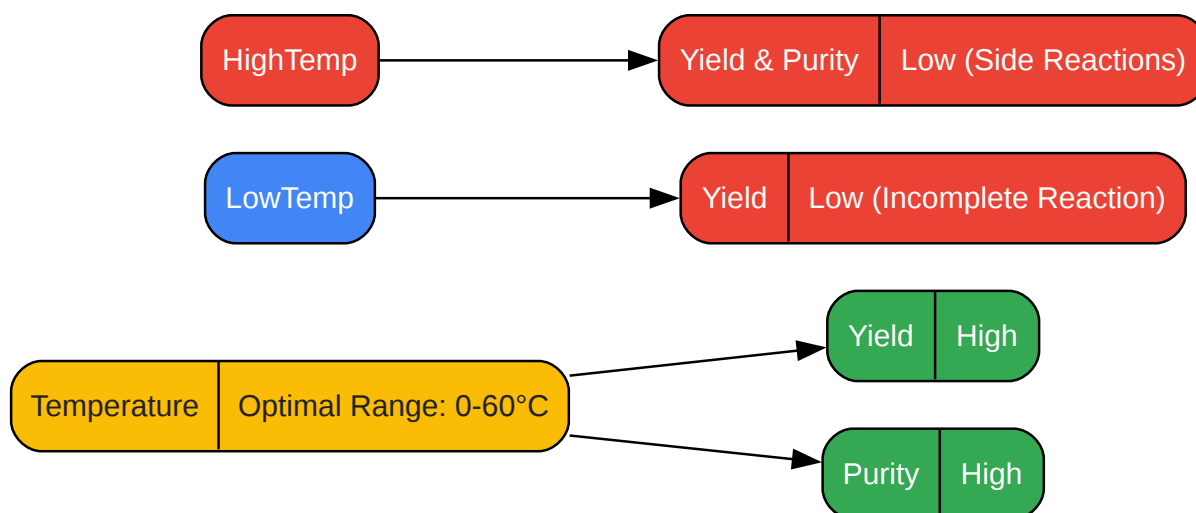 HighTemp
Yield & Purity
Low (Side Reactions)
LowTemp
Yield
Low (Incomplete Reaction)
Temperature
Optimal Range: 0-60°C
Yield
High
Purity
High